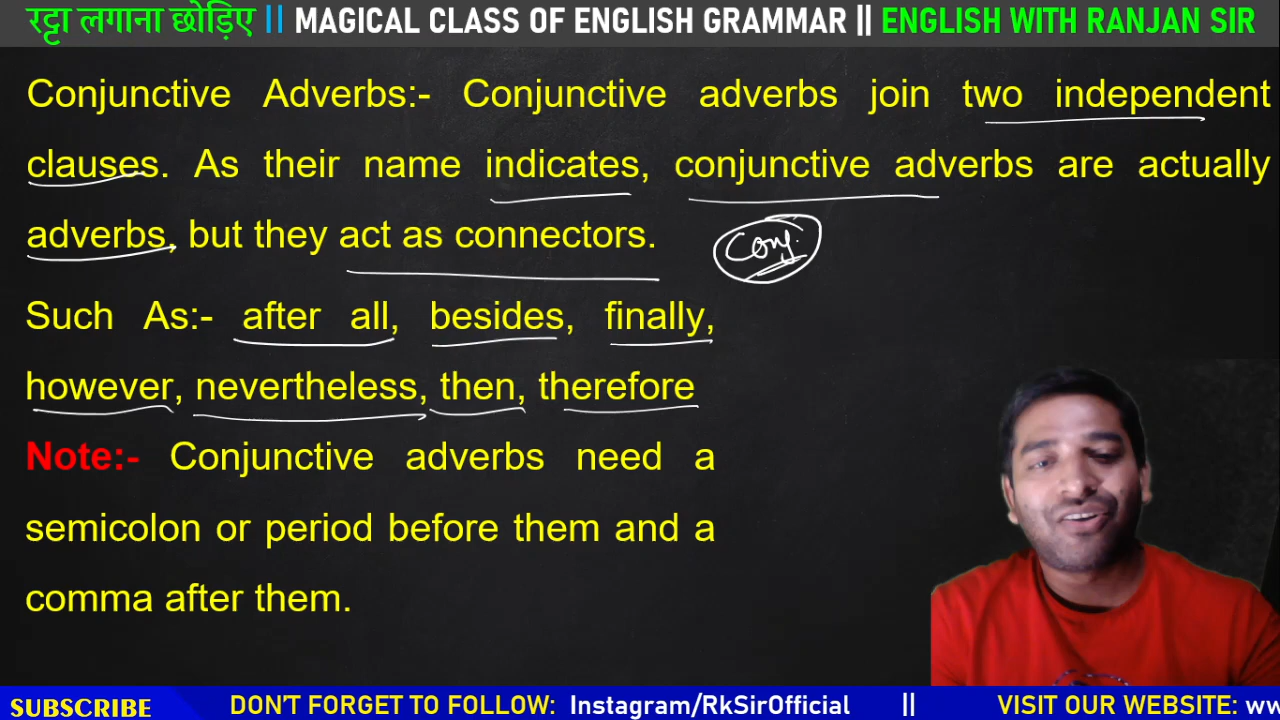 रट्टा लगाना छोड़िए || MAGICAL CLASS OF ENGLISH GRAMMAR || ENGLISH WITH RANJAN SIR
Conjunctive Adverbs:- Conjunctive adverbs join two independent
clauses. As their name indicates, conjunctive adverbs are actually
adverbs, but they act as connectors. Conj.
Such As:- after all, besides, finally,
however, nevertheless, then, therefore
Note:- Conjunctive adverbs need a
semicolon or period before them and a
comma after them.
SUBSCRIBE DON'T FORGET TO FOLLOW: Instagram/RkSirOfficial || VISIT OUR WEBSITE: ww